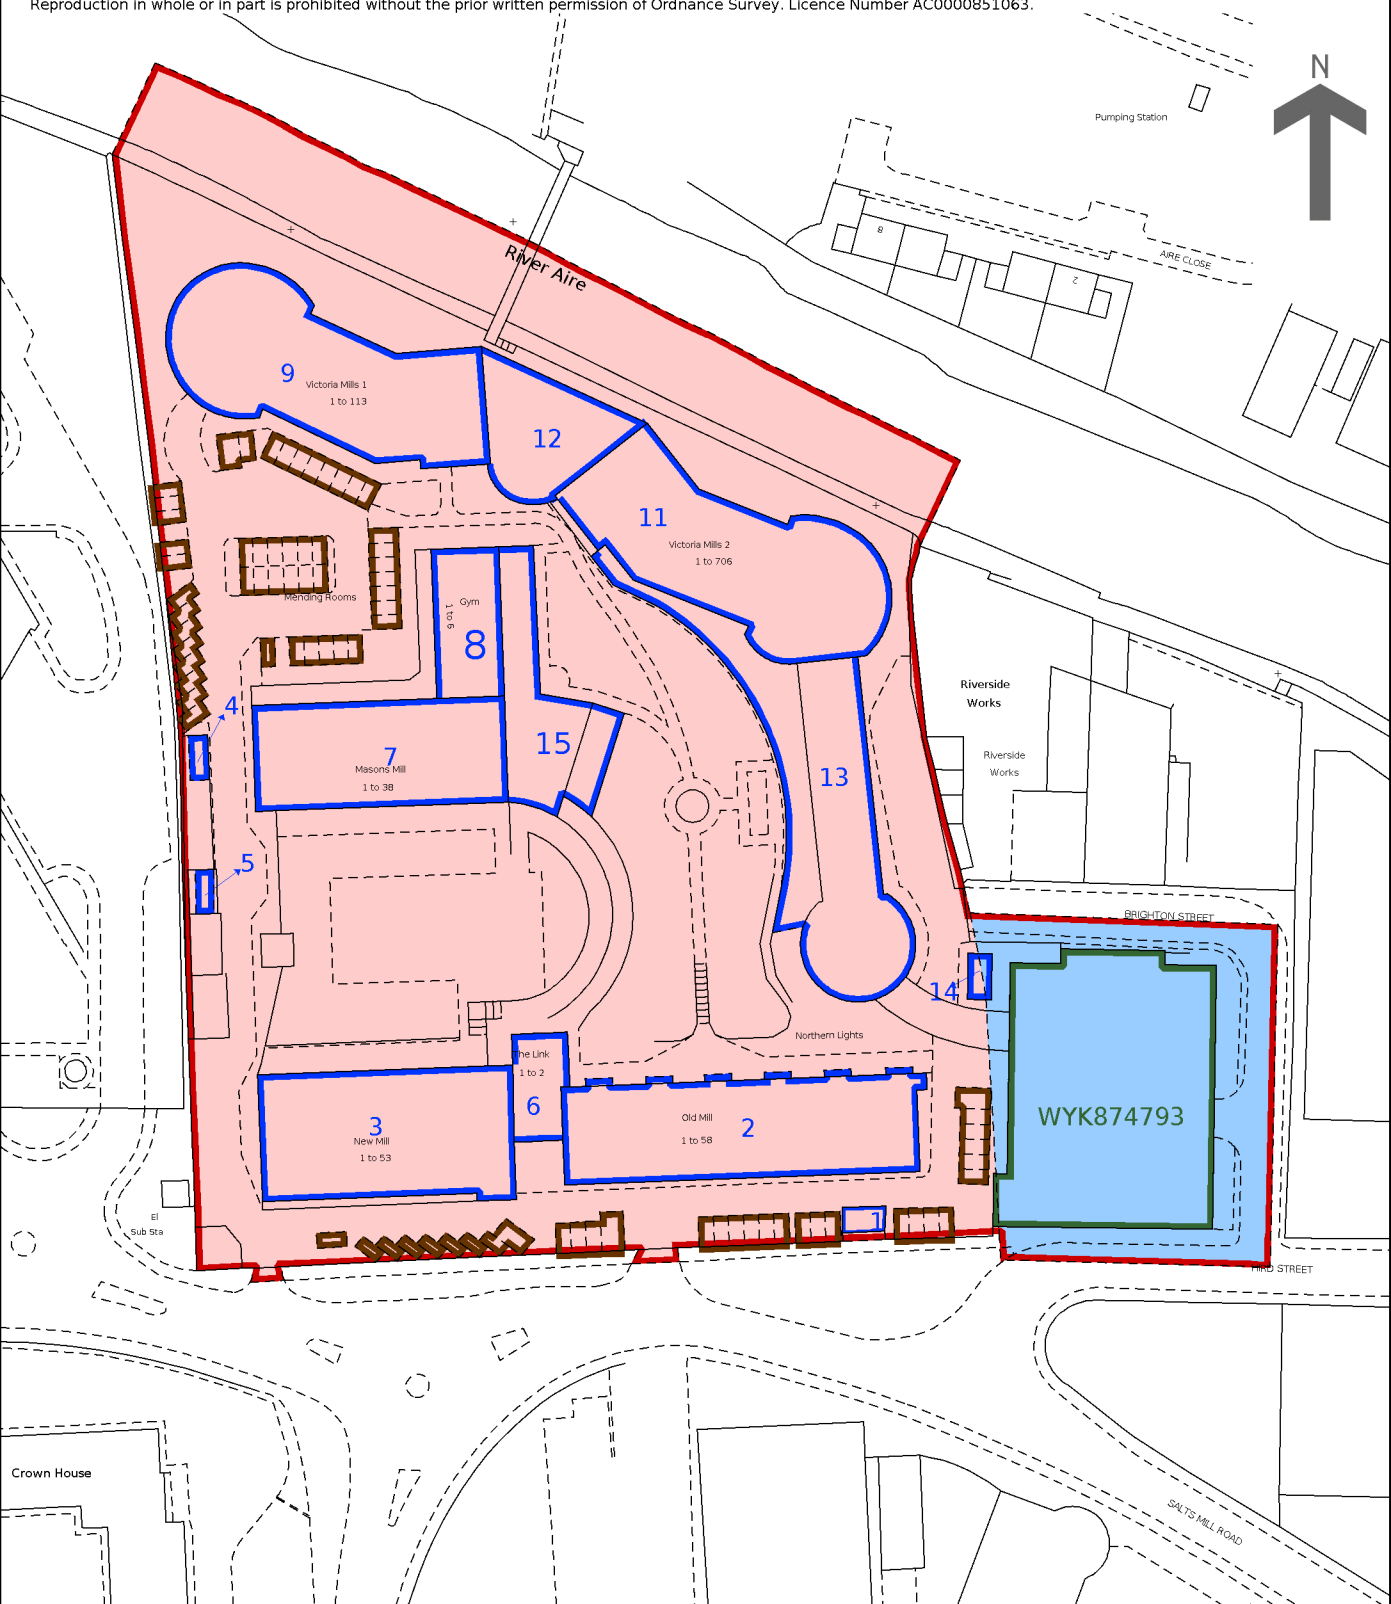 Reproduction in whole or in part is prohibited without the prior written permission of Ordnance Survey. Licence Number AC0000851063.
N
Pumping Station
8
AIRE CLOSE
2
River Aire
9
Victoria Mills 1
1 to 113
12
11
Victoria Mills 2
1 to 706
Mending Rooms
Gym
1 to 6
8
Riverside
Works
4
15
7
Masons Mill
1 to 38
Riverside
Works
13
5
BRIGHTON STREET
14
Northern Lights
The Link
1 to 2
6
3
New Mill
1 to 53
Old Mill
1 to 58
2
WYK874793
El
Sub Sta
1
HIRD STREET
Crown House
SALTS MILL ROAD